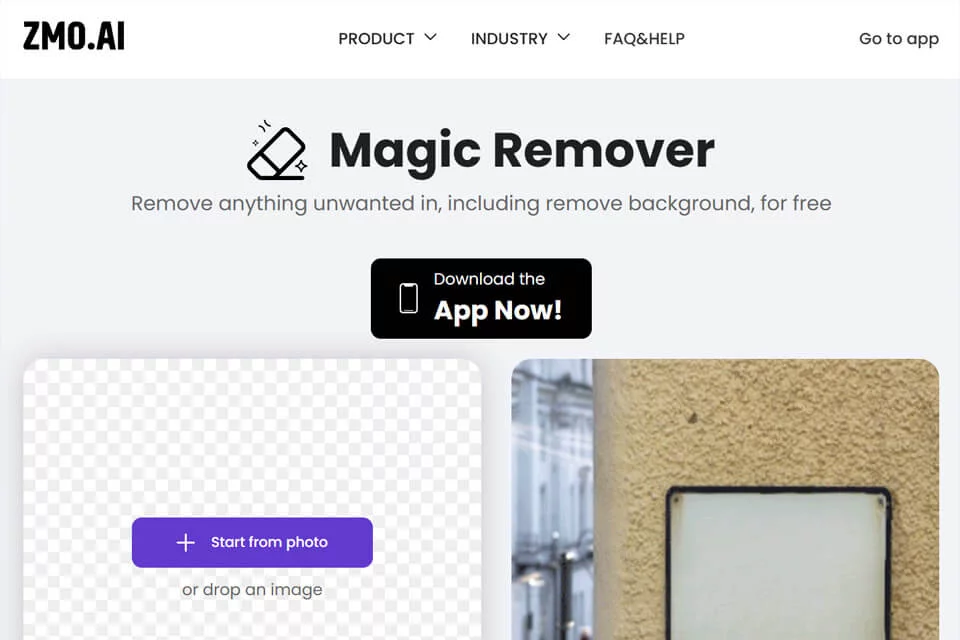 ZMO.AI
PRODUCT
INDUSTRY
FAQ&HELP
Go to app
Magic Remover
Remove anything unwanted in, including remove background, for free
Download the
App Now!
Start from photo
or drop an image